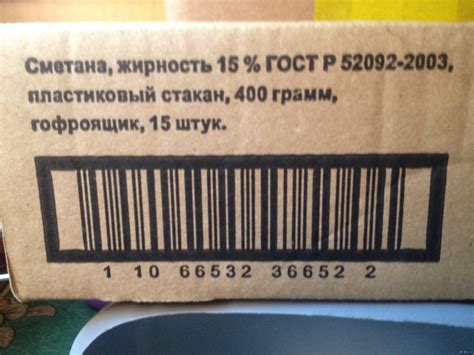 Сметана, жирность 15 % ГОСТ Р 52092-2003,
пластиковый стакан, 400 грамм,
гофроящик, 15 штук.
1 10 66532 36652 2